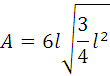 A = 6l√(3/4 l²)